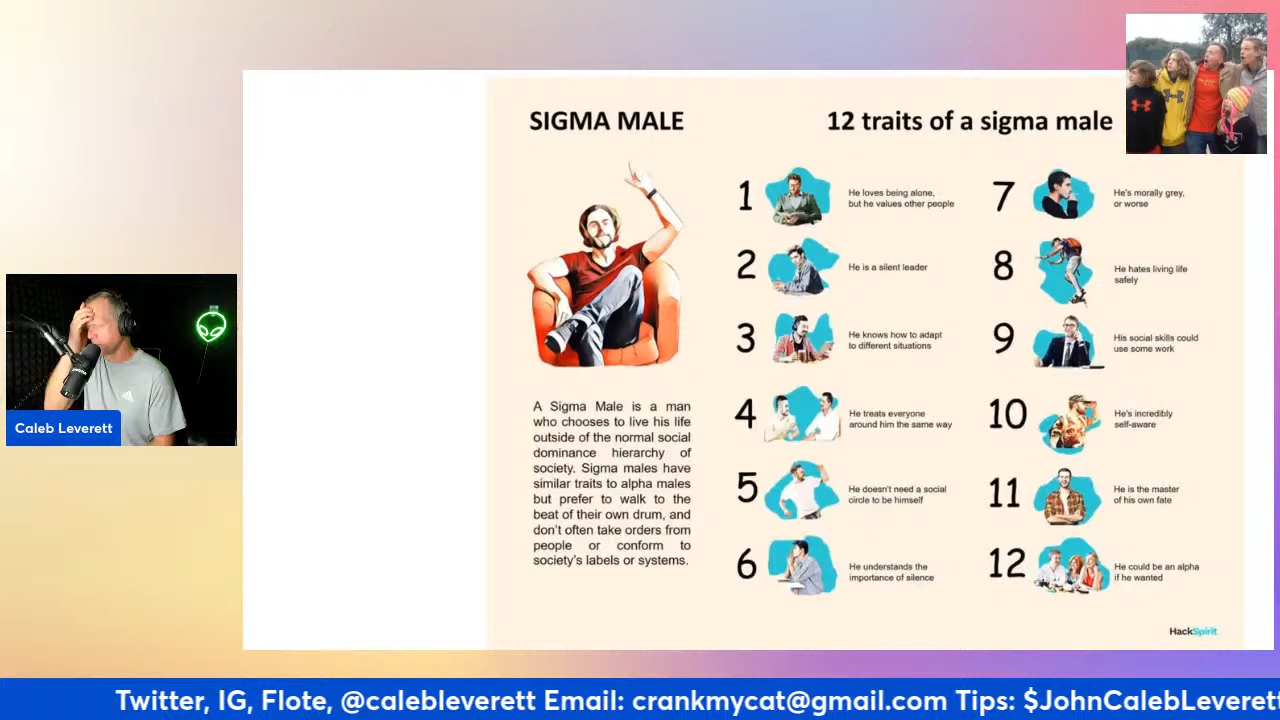 SIGMA MALE
12 traits of a sigma male
A Sigma Male is a man
who chooses to live his life
outside of the normal social
dominance hierarchy of
society. Sigma males have
similar traits to alpha males
but prefer to walk to the
beat of their own drum, and
don't often take orders from
people or conform to
society's labels or systems.
1
He loves being alone,
but he values other people
2
He is a silent leader
3
He knows how to adapt
to different situations
4
He treats everyone
around him the same way
5
He doesn't need a social
circle to be himself
6
He understands the
importance of silence
7
He's morally grey,
or worse
8
He hates living life
safely
9
His social skills could
use some work
10
He's incredibly
self-aware
11
He is the master
of his own fate
12
He could be an alpha
if he wanted
HackSpirit
Caleb Leverett
Twitter, IG, Flote, @calebleverett Email: crankmycat@gmail.com Tips: $JohnCalebLeverett